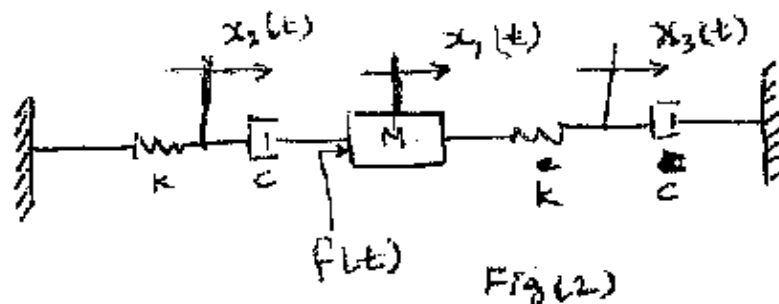 x₂(t) x₁(t) x₃(t)
M
K C K C
f(t)
Fig(2)